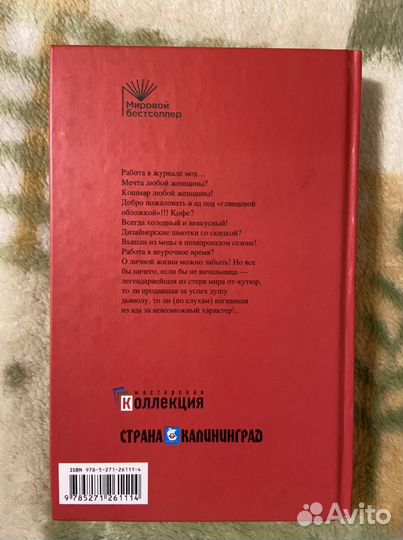 Мировой
бестселлер
Работа в журнале мод…
Мечта любой женщины?
Кошмар любой женщины!
Добро пожаловать в ад под «глянцевой
обложкой»!!! Кофе?
Всегда холодный и невкусный!
Дизайнерские шмотки со скидкой?
Вышли из моды в позапрошлом сезоне!
Работа в неурочное время?
О личной жизни можно забыть! Но все
бы ничего, если бы не начальница —
легендарнейшая из стерв мира от-кутюр,
то ли продавшая за успех душу
дьяволу, то ли (по слухам) изгнанная
из ада за невозможный характер!..
мастерская
КОЛЛЕКЦИЯ
СТРАНА КАЛИНИНГРАД
ISBN 978-5-271-26111-4
9 785271 261114
Avito